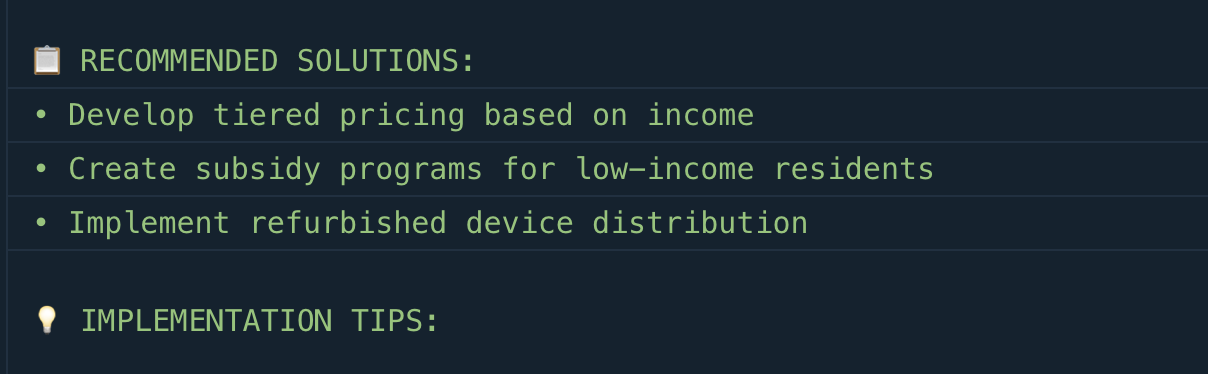 📋 RECOMMENDED SOLUTIONS:
• Develop tiered pricing based on income
• Create subsidy programs for low-income residents
• Implement refurbished device distribution
💡 IMPLEMENTATION TIPS: